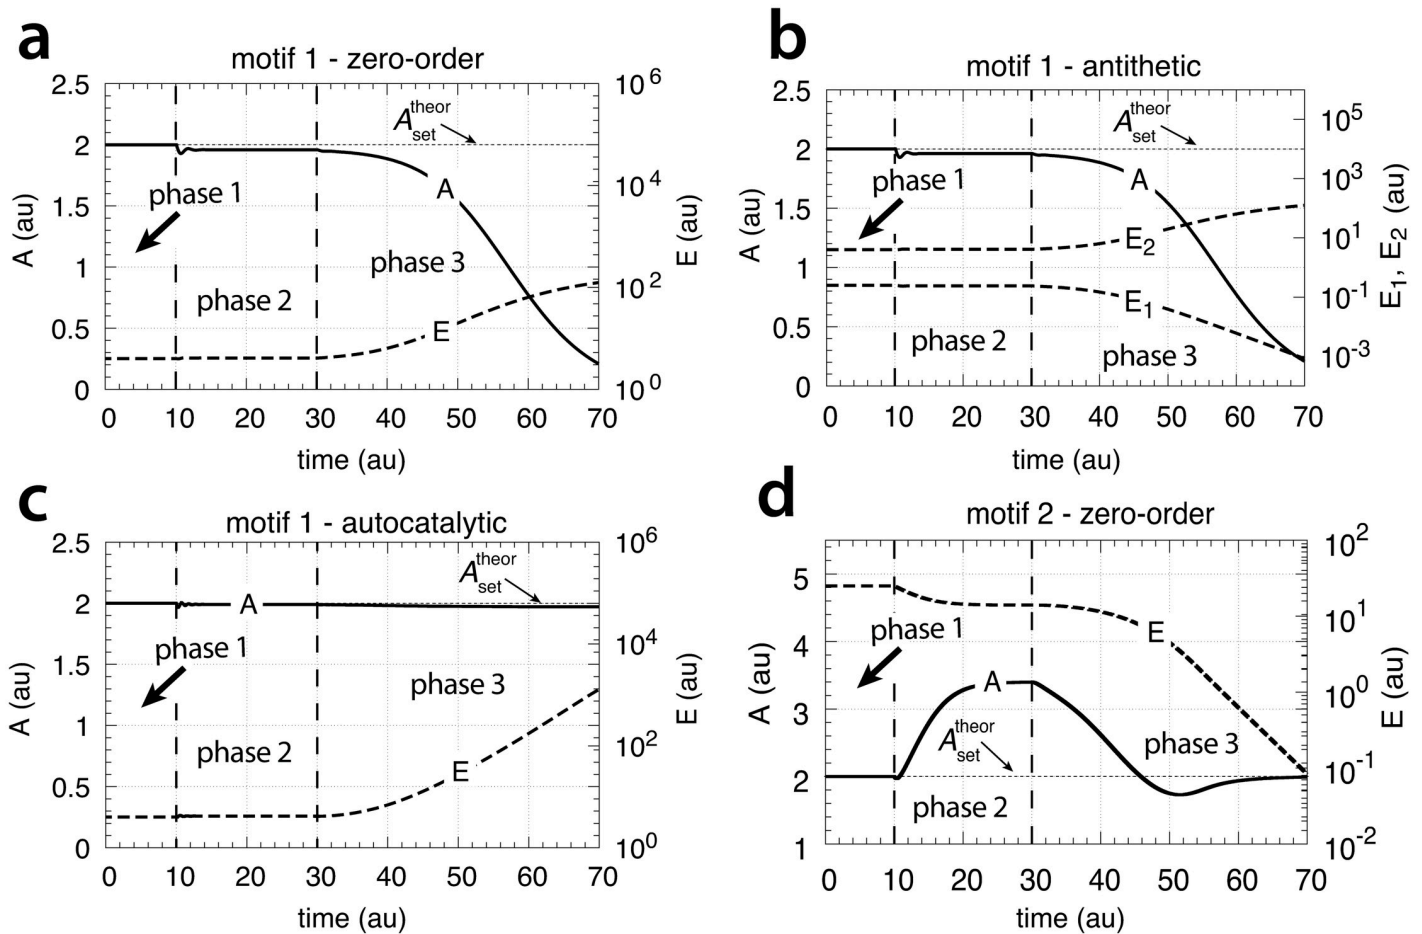 a
motif 1 - zero-order
2.5
2
1.5
1
0.5
0
A (au)
10^6
10^4
10^2
10^0
E (au)
A_set^theor
phase 1
A
phase 3
phase 2
E
0 10 20 30 40 50 60 70
time (au)
b
motif 1 - antithetic
2.5
2
1.5
1
0.5
0
A (au)
10^5
10^3
10^1
10^-1
10^-3
E_1, E_2 (au)
A_set^theor
phase 1
A
E_2
E_1
phase 2
phase 3
0 10 20 30 40 50 60 70
time (au)
c
motif 1 - autocatalytic
2.5
2
1.5
1
0.5
0
A (au)
10^6
10^4
10^2
10^0
E (au)
A_set^theor
A
phase 1
phase 3
phase 2
E
0 10 20 30 40 50 60 70
time (au)
d
motif 2 - zero-order
5
4
3
2
1
A (au)
10^2
10^1
10^0
10^-1
10^-2
E (au)
phase 1
E
A
A_set^theor
phase 3
phase 2
0 10 20 30 40 50 60 70
time (au)